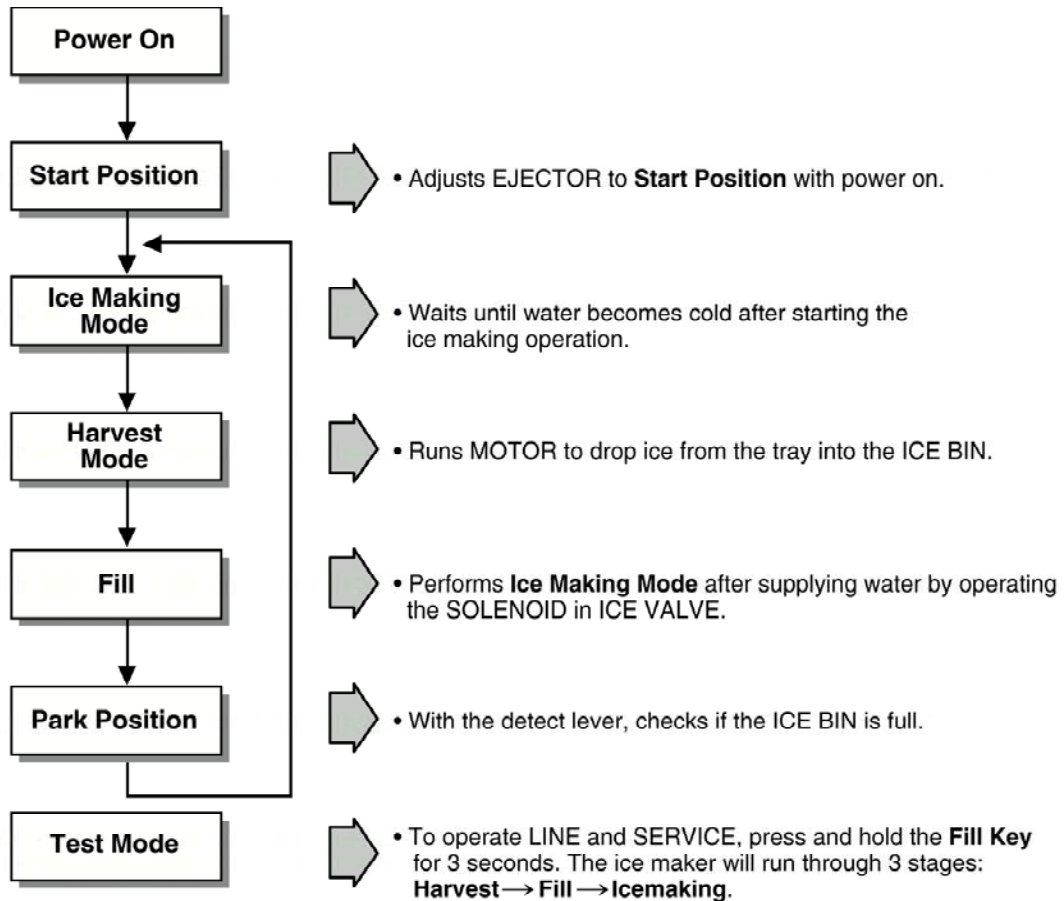 Power On
Start Position
• Adjusts EJECTOR to Start Position with power on.
Ice Making
Mode
• Waits until water becomes cold after starting the
ice making operation.
Harvest
Mode
• Runs MOTOR to drop ice from the tray into the ICE BIN.
Fill
• Performs Ice Making Mode after supplying water by operating
the SOLENOID in ICE VALVE.
Park Position
• With the detect lever, checks if the ICE BIN is full.
Test Mode
• To operate LINE and SERVICE, press and hold the Fill Key
for 3 seconds. The ice maker will run through 3 stages:
Harvest→Fill→Icemaking.